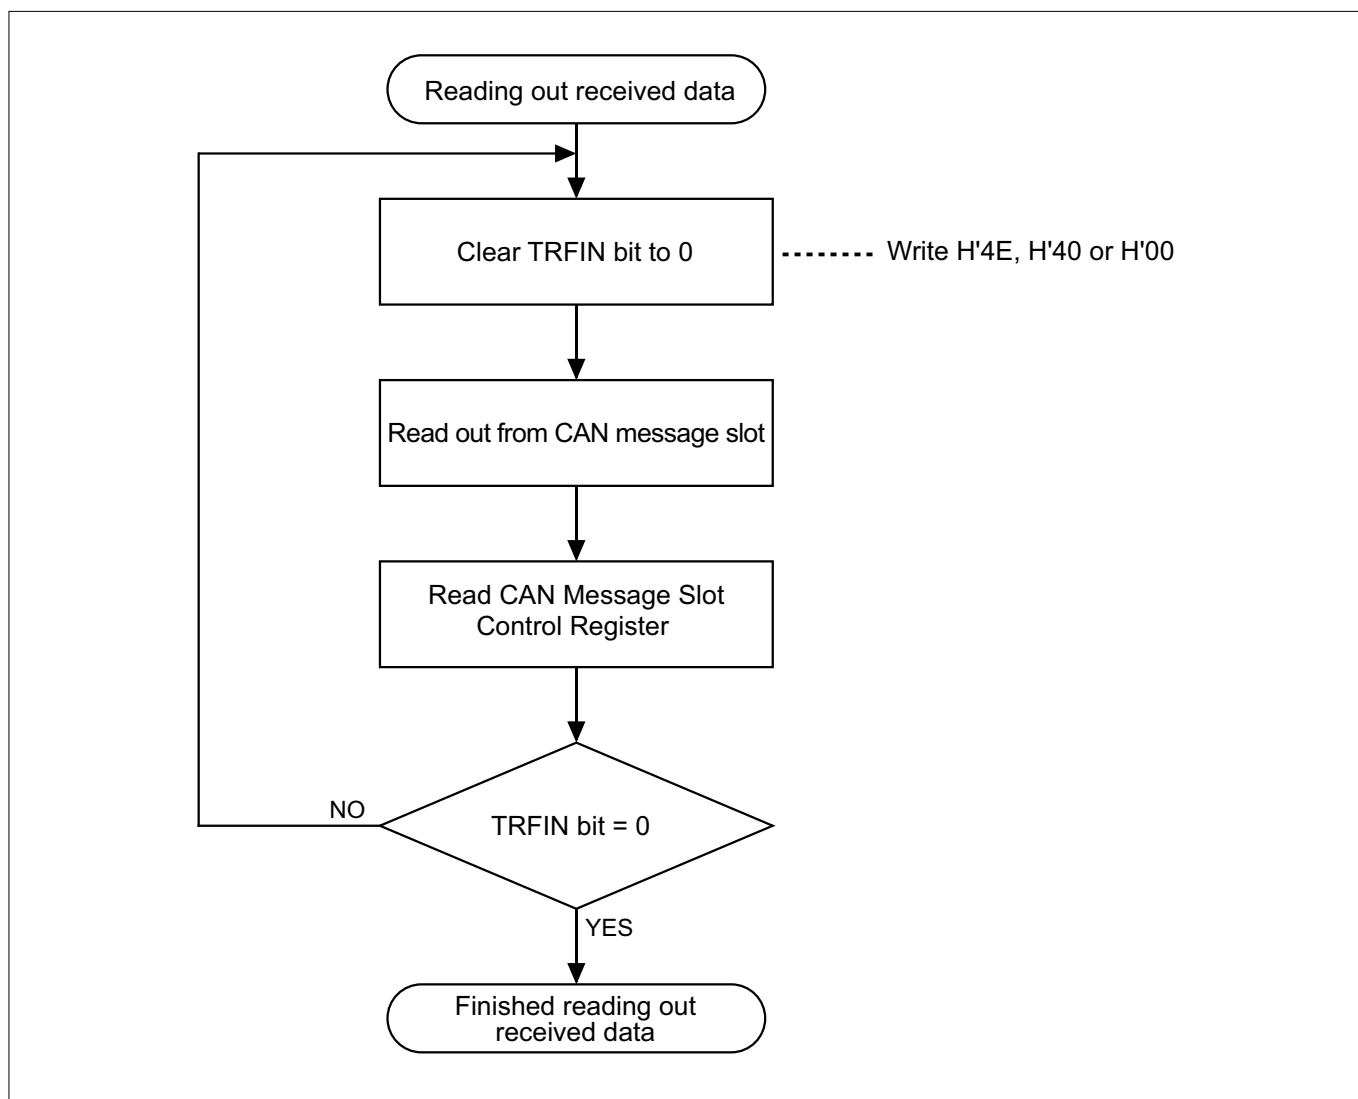 Reading out received data
Clear TRFIN bit to 0
Write H'4E, H'40 or H'00
Read out from CAN message slot
Read CAN Message Slot
Control Register
NO
TRFIN bit = 0
YES
Finished reading out
received data